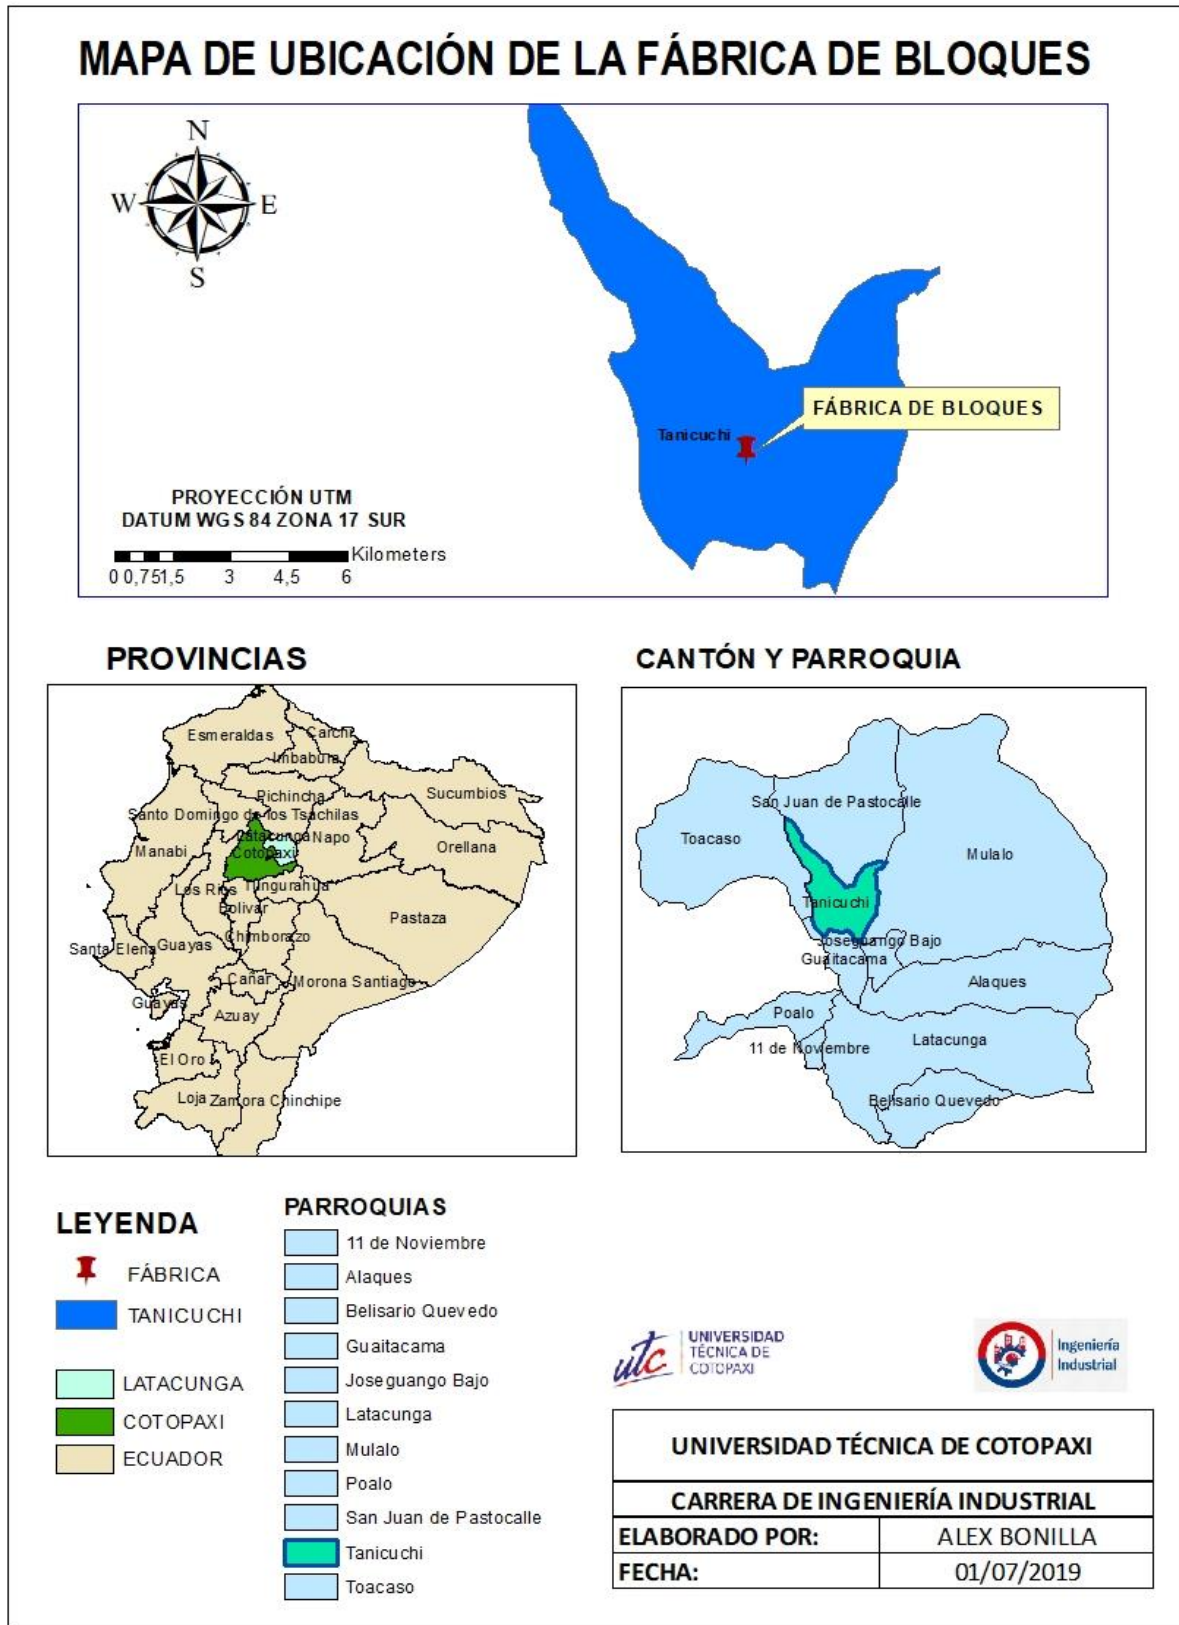 MAPA DE UBICACIÓN DE LA FÁBRICA DE BLOQUES
N
W E
S
FÁBRICA DE BLOQUES
Tanicuchi
PROYECCIÓN UTM
DATUM WGS 84 ZONA 17 SUR
Kilometers
0 0,75 1,5 3 4,5 6
PROVINCIAS
Esmeraldas
Carchi
Imbabura
Pichincha
Sucumbios
Santo Domingo de los Tsachilas
Latacunga
Napo
Manabi
Cotopaxi
Orellana
Los Rios
Tungurahua
Bolivar
Pastaza
Chimborazo
Santa Elena
Guayas
Cañar
Morona Santiago
Guayas
Azuay
El Oro
Loja
Zamora Chinchipe
CANTÓN Y PARROQUIA
San Juan de Pastocalle
Toacaso
Mulalo
Tanicuchi
Joseguango Bajo
Guaitacama
Alaques
Poalo
11 de Noviembre
Latacunga
Belisario Quevedo
LEYENDA
FÁBRICA
TANICUCHI
LATACUNGA
COTOPAXI
ECUADOR
PARROQUIAS
11 de Noviembre
Alaques
Belisario Quevedo
Guaitacama
Joseguango Bajo
Latacunga
Mulalo
Poalo
San Juan de Pastocalle
Tanicuchi
Toacaso
utc
UNIVERSIDAD
TÉCNICA DE
COTOPAXI
Ingeniería
Industrial
UNIVERSIDAD TÉCNICA DE COTOPAXI
CARRERA DE INGENIERÍA INDUSTRIAL
ELABORADO POR: ALEX BONILLA
FECHA: 01/07/2019